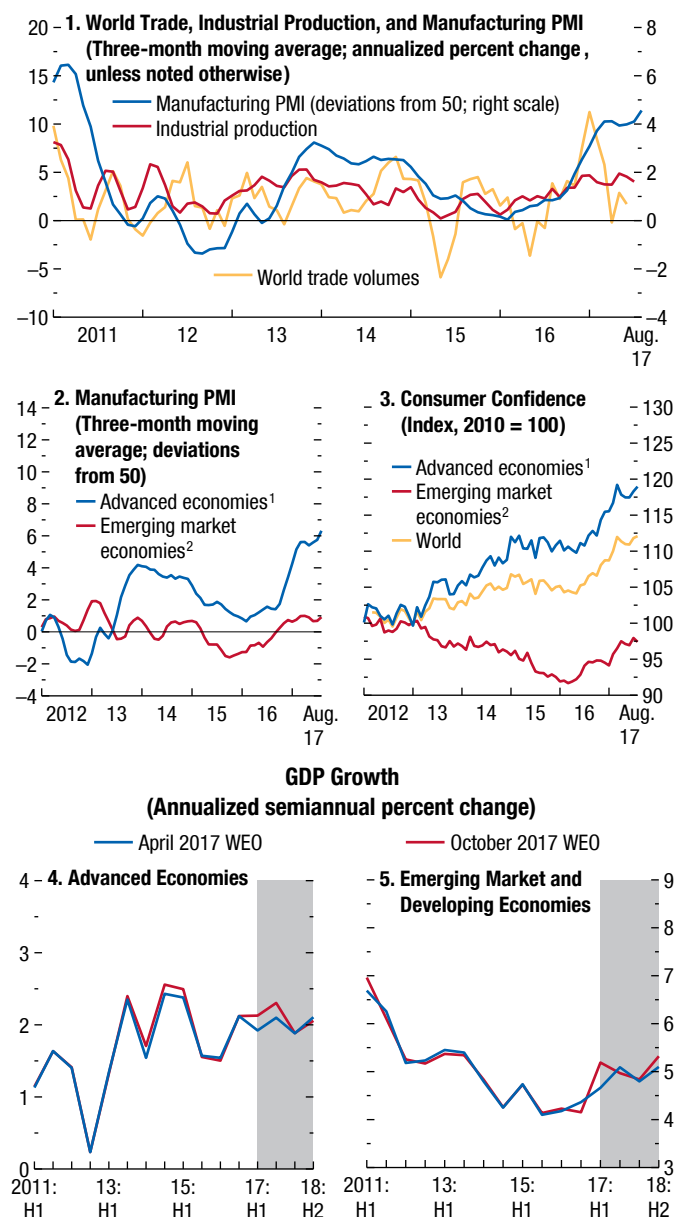 1. World Trade, Industrial Production, and Manufacturing PMI
(Three-month moving average; annualized percent change,
unless noted otherwise)
Manufacturing PMI (deviations from 50; right scale)
Industrial production
World trade volumes
20
15
10
5
0
–5
–10
8
6
4
2
0
–2
–4
2011 12 13 14 15 16 Aug.
17
2. Manufacturing PMI
(Three-month moving
average; deviations
from 50)
Advanced economies¹
Emerging market
economies²
14
12
10
8
6
4
2
0
–2
–4
2012 13 14 15 16 Aug.
17
3. Consumer Confidence
(Index, 2010 = 100)
Advanced economies¹
Emerging market
economies²
World
130
125
120
115
110
105
100
95
90
2012 13 14 15 16 Aug.
17
GDP Growth
(Annualized semiannual percent change)
April 2017 WEO
October 2017 WEO
4. Advanced Economies
4
3
2
1
0
2011: 13: 15: 17: 18:
H1 H1 H1 H1 H2
5. Emerging Market and
Developing Economies
9
8
7
6
5
4
3
2011: 13: 15: 17: 18:
H1 H1 H1 H1 H2